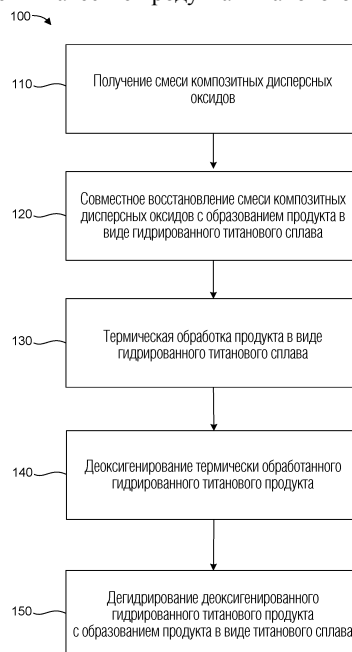 100
110
Получение смеси композитных дисперсных
оксидов
120
Совместное восстановление смеси композитных
дисперсных оксидов с образованием продукта в
виде гидрированного титанового сплава
130
Термическая обработка продукта в виде
гидрированного титанового сплава
140
Деоксигенирование термически обработанного
гидрированного титанового продукта
150
Дегидрирование деоксигенированного
гидрированного титанового продукта
с образованием продукта в виде титанового сплава